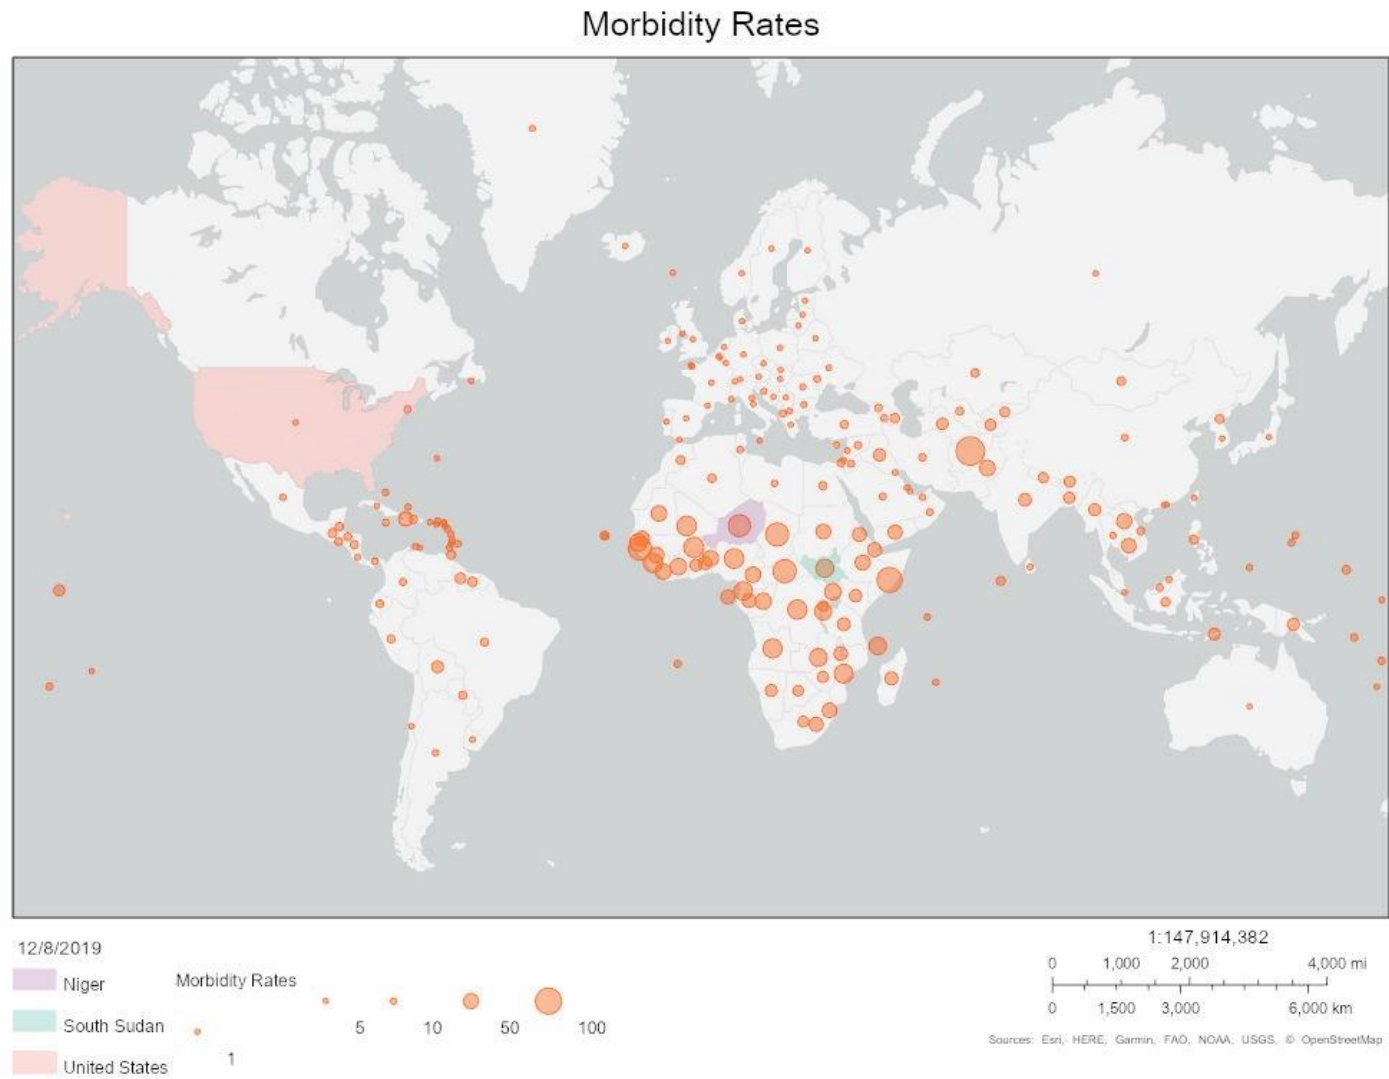 Morbidity Rates
12/8/2019
Niger
South Sudan
United States
Morbidity Rates
5 10 50 100
1
1:147,914,382
0 1,000 2,000 4,000 mi
0 1,500 3,000 6,000 km
Sources: Esri, HERE, Garmin, FAO, NOAA, USGS, © OpenStreetMap